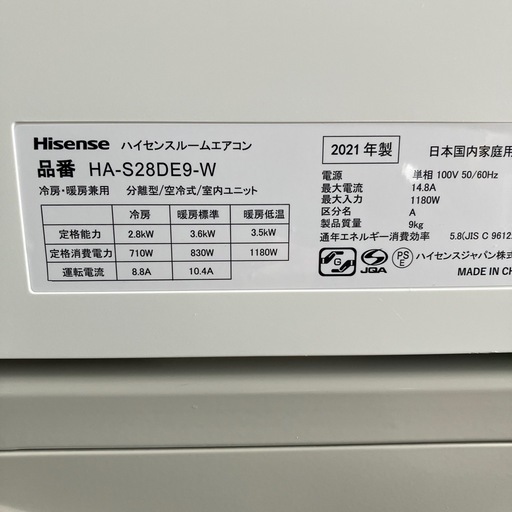 Hisense ハイセンスルームエアコン
品番 HA-S28DE9-W
冷房・暖房兼用 分離型/空冷式/室内ユニット
冷房 暖房標準 暖房低温
定格能力 2.8kW 3.6kW 3.5kW
定格消費電力 710W 830W 1180W
運転電流 8.8A 10.4A
2021年製 日本国内家庭用
電源 単相 100V 50/60Hz
最大電流 14.8A
最大入力 1180W
区分名 A
製品質量 9kg
通年エネルギー消費効率 5.8(JIS C 9612:
G JQA PS E ハイセンスジャパン株式
MADE IN CH